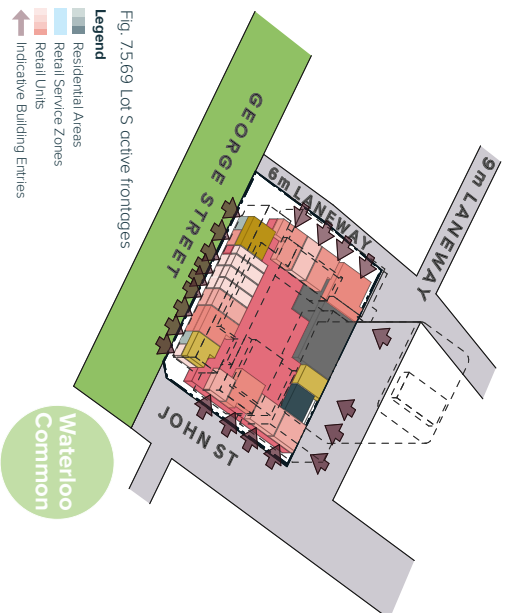 Fig. 7.5.69 Lot S active frontages
Legend
Residential Areas
Retail Service Zones
Retail Units
Indicative Building Entries
GEORGE STREET
6m LANEWAY
9m LANEWAY
JOHN ST
Waterloo
Common